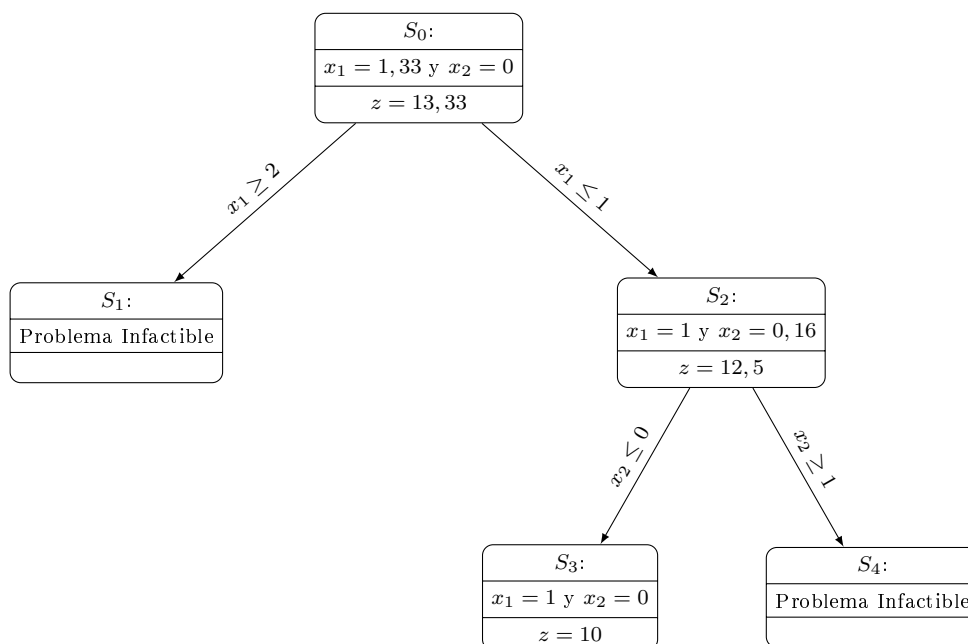 S₀:
x₁ = 1,33 y x₂ = 0
z = 13,33
x₁ ≥ 2
x₁ ≤ 1
S₁:
Problema Infactible
S₂:
x₁ = 1 y x₂ = 0,16
z = 12,5
x₂ ≤ 0
x₂ ≥ 1
S₃:
x₁ = 1 y x₂ = 0
z = 10
S₄:
Problema Infactible